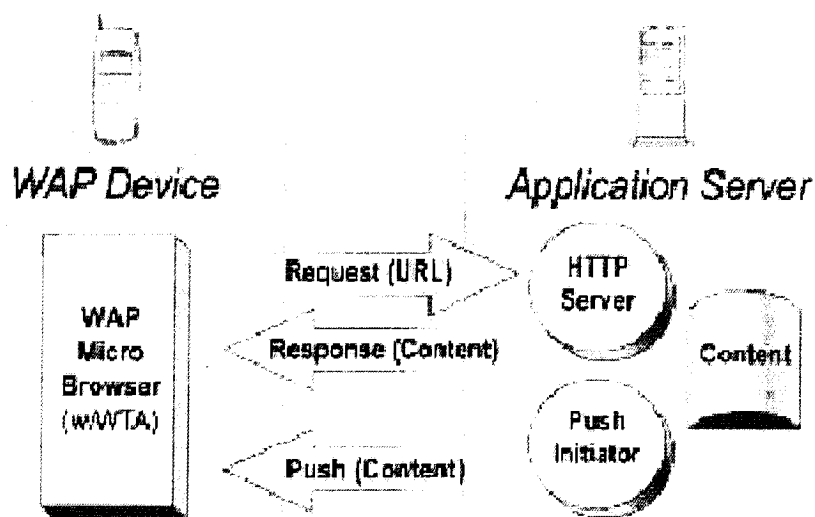 WAP Device
Application Server
Request (URL)
HTTP
Server
WAP
Micro
Browser
(w/WTA)
Response (Content)
Content
Push
Initiator
Push (Content)